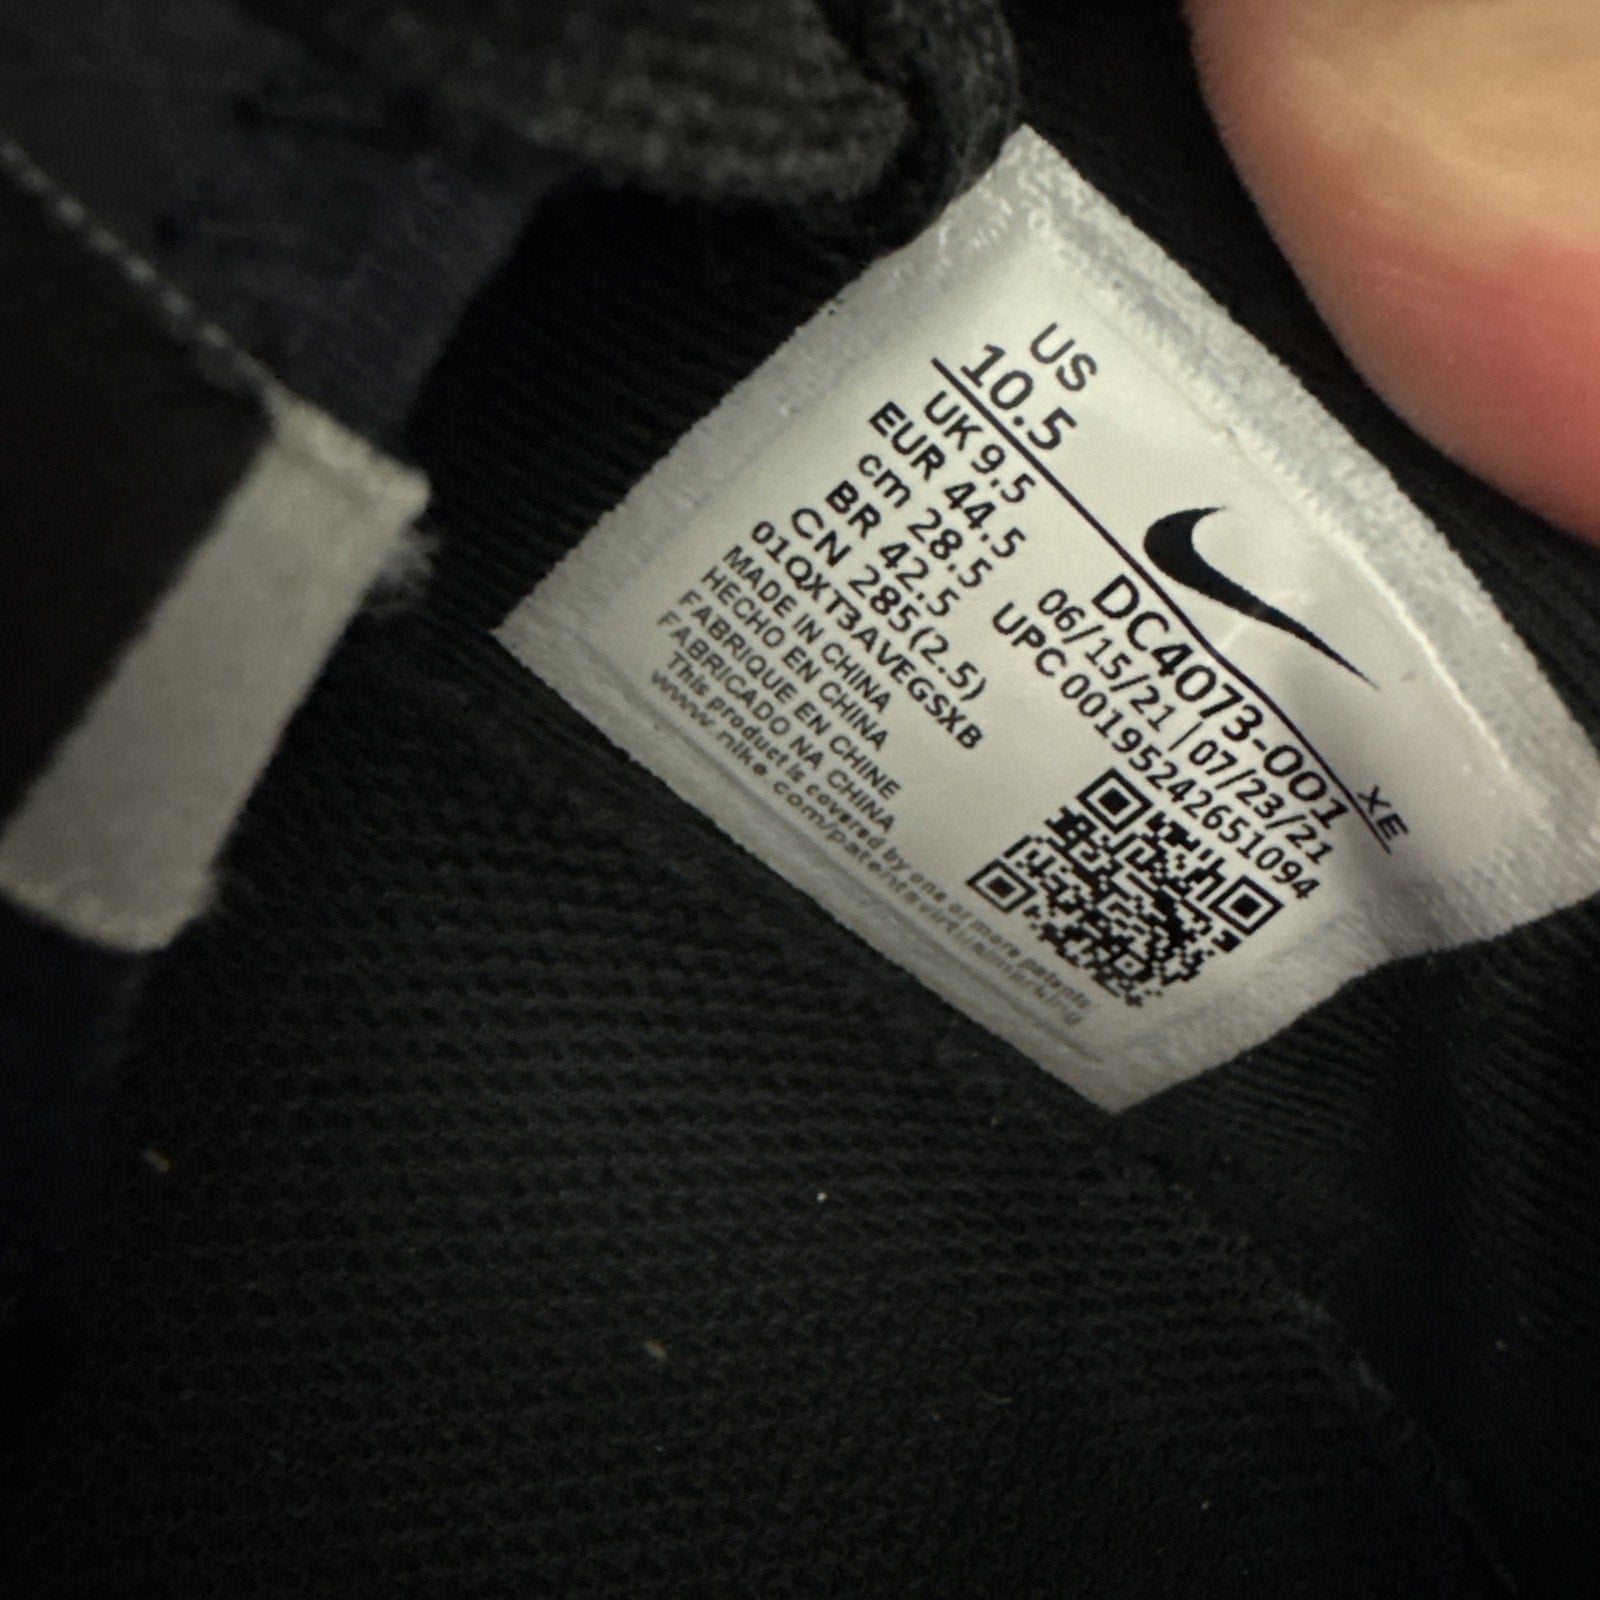 US
10.5
UK 9.5
EUR 44.5
cm 28.5
BR 42.5
CN 285(2.5)
01QXT3AVEGSXB
MADE IN CHINA
HECHO EN CHINA
FABRIQUE EN CHINE
FABRICADO NA CHINA
This product is covered by one or more patents
www.nike.com/patentsvirtualmarking
DC4073-001 XE
06/15/21 | 07/23/21
UPC 00195242651094